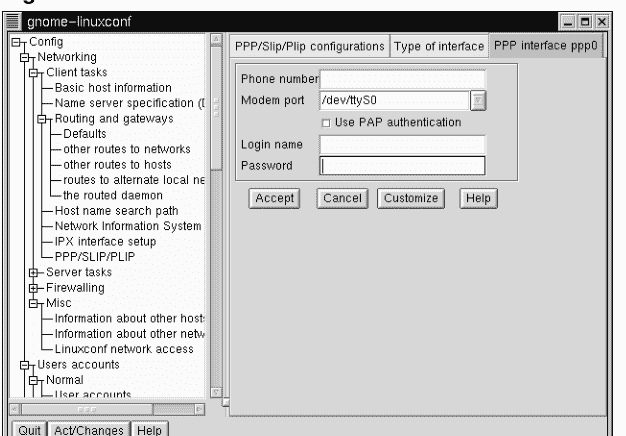 gnome-linuxconf
Config
Networking
Client tasks
Basic host information
Name server specification (
Routing and gateways
Defaults
other routes to networks
other routes to hosts
routes to alternate local ne
the routed daemon
Host name search path
Network Information System
IPX interface setup
PPP/SLIP/PLIP
Server tasks
Firewalling
Misc
Information about other host
Information about other netw
Linuxconf network access
Users accounts
Normal
User accounts
PPP/Slip/Plip configurations
Type of interface
PPP interface ppp0
Phone number
Modem port /dev/ttyS0
Use PAP authentication
Login name
Password
Accept Cancel Customize Help
Quit Act/Changes Help